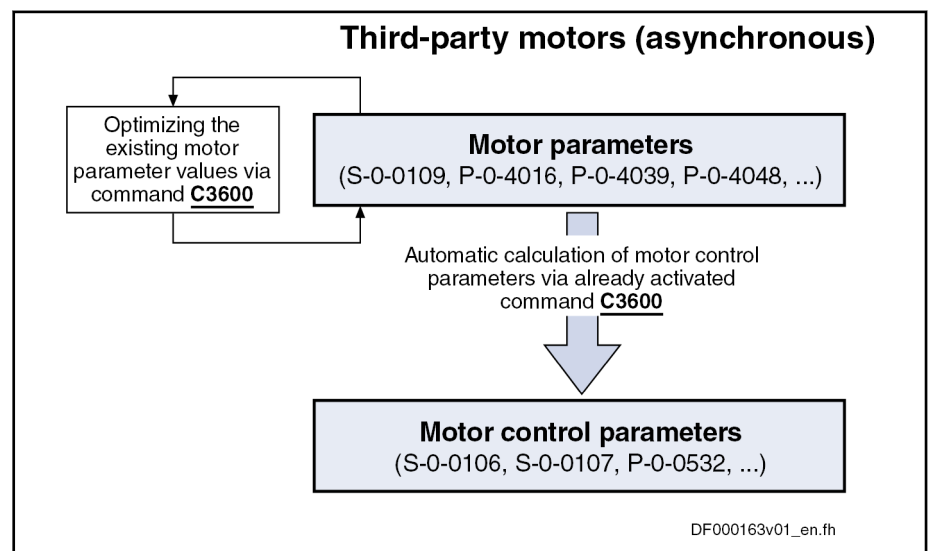 Third-party motors (asynchronous)
Optimizing the
existing motor
parameter values via
command C3600
Motor parameters
(S-0-0109, P-0-4016, P-0-4039, P-0-4048, ...)
Automatic calculation of motor control
parameters via already activated
command C3600
Motor control parameters
(S-0-0106, S-0-0107, P-0-0532, ...)
DF000163v01_en.fh